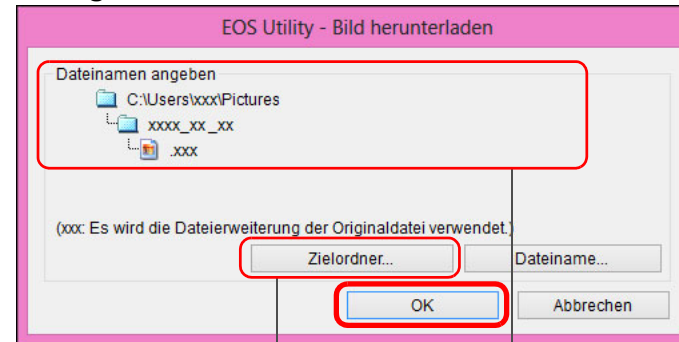 EOS Utility - Bild herunterladen
Dateinamen angeben
C:\Users\xxx\Pictures
xxxx_xx_xx
.xxx
(xxx: Es wird die Dateierweiterung der Originaldatei verwendet.)
Zielordner... Dateiname...
OK Abbrechen